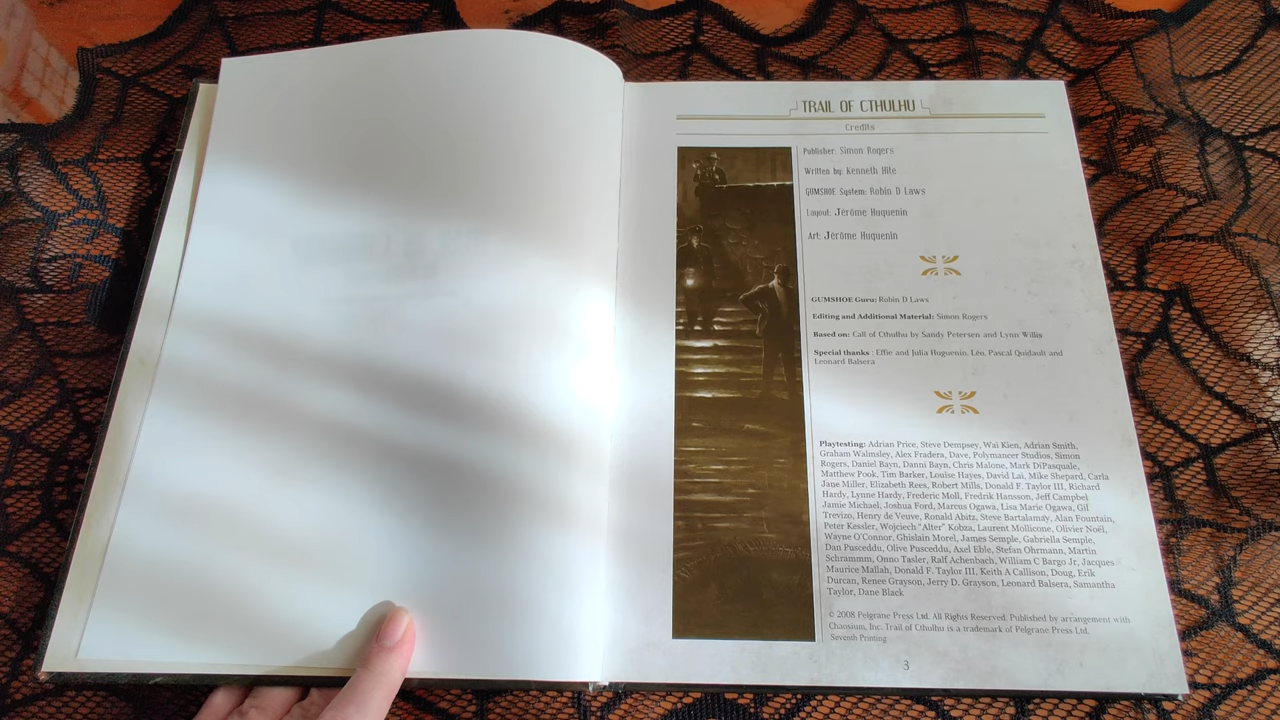 TRAIL OF CTHULHU
Credits
Publisher: Simon Rogers
Written by: Kenneth Hite
GUMSHOE System: Robin D Laws
Layout: Jérôme Huguenin
Art: Jérôme Huguenin
GUMSHOE Guru: Robin D Laws
Editing and Additional Material: Simon Rogers
Based on: Call of Cthulhu by Sandy Petersen and Lynn Willis
Special thanks : Effie and Julia Huguenin, Léo, Pascal Quidault and
Leonard Balsera
Playtesting: Adrian Price, Steve Dempsey, Wai Kien, Adrian Smith,
Graham Walmsley, Alex Fradera, Dave, Polymancer Studios, Simon
Rogers, Daniel Bayn, Danni Bayn, Chris Malone, Mark DiPasquale,
Matthew Pook, Tim Barker, Louise Hayes, David Lai, Mike Shepard, Carla
Jane Miller, Elizabeth Rees, Robert Mills, Donald F. Taylor III, Richard
Hardy, Lynne Hardy, Frederic Moll, Fredrik Hansson, Jeff Campbel
Jamie Michael, Joshua Ford, Marcus Ogawa, Lisa Marie Ogawa, Gil
Trevizo, Henry de Veuve, Ronald Abitz, Steve Bartalamay, Alan Fountain,
Peter Kessler, Wojciech "Alter" Kobza, Laurent Mollicone, Olivier Noël,
Wayne O'Connor, Ghislain Morel, James Semple, Gabriella Semple,
Dan Pusceddu, Olive Pusceddu, Axel Eble, Stefan Ohrmann, Martin
Schrammm, Onno Tasler, Ralf Achenbach, William C Bargo Jr, Jacques
Maurice Mallah, Donald F. Taylor III, Keith A Callison, Doug, Erik
Durcan, Renee Grayson, Jerry D. Grayson, Leonard Balsera, Samantha
Taylor, Dane Black
© 2008 Pelgrane Press Ltd. All Rights Reserved. Published by arrangement with
Chaosium, Inc. Trail of Cthulhu is a trademark of Pelgrane Press Ltd.
Seventh Printing
3